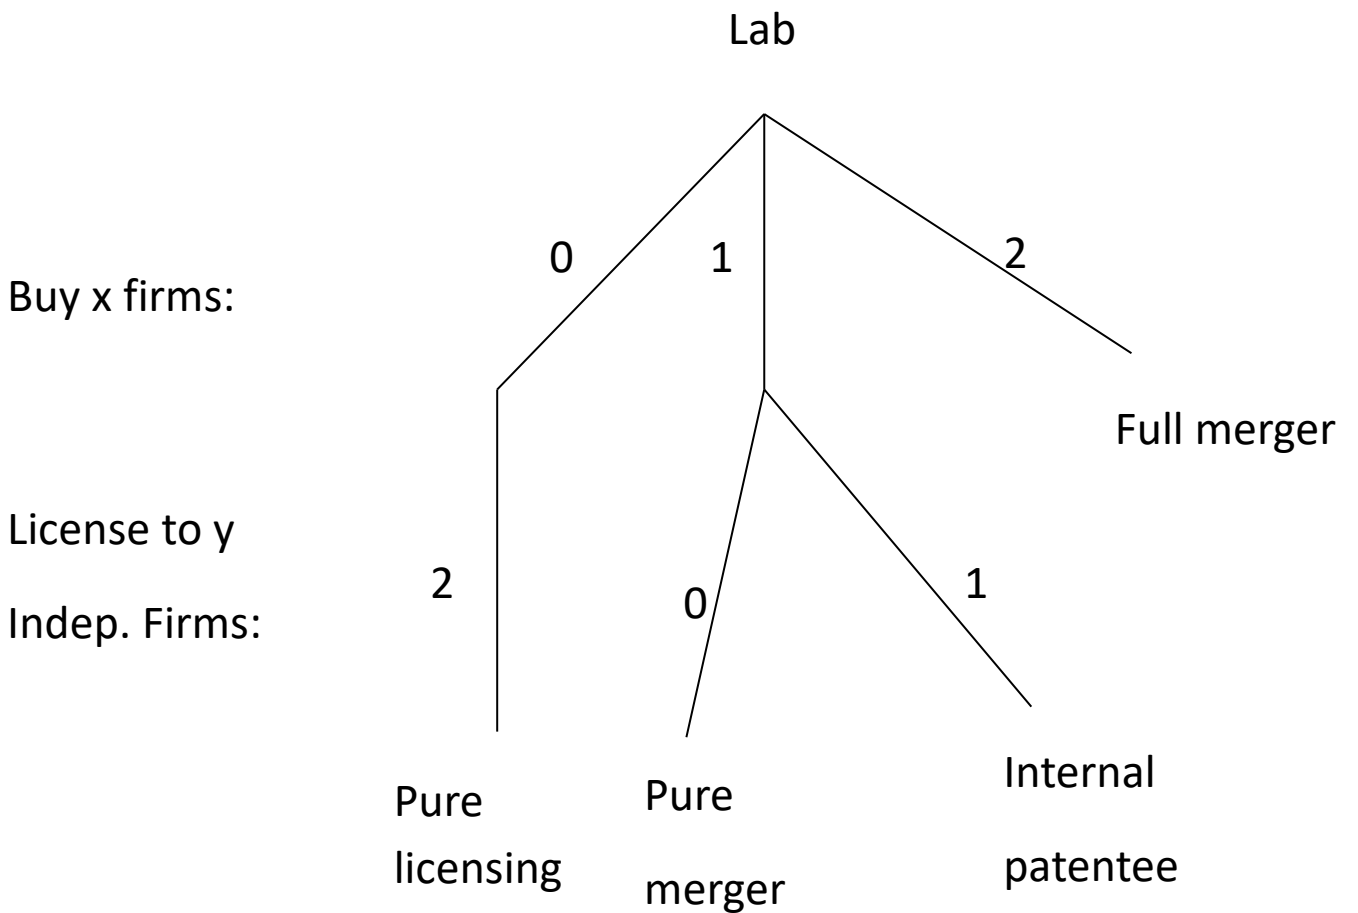 Lab
0
1
2
Buy x firms:
Full merger
License to y
2
0
1
Indep. Firms:
Pure
licensing
Pure
merger
Internal
patentee